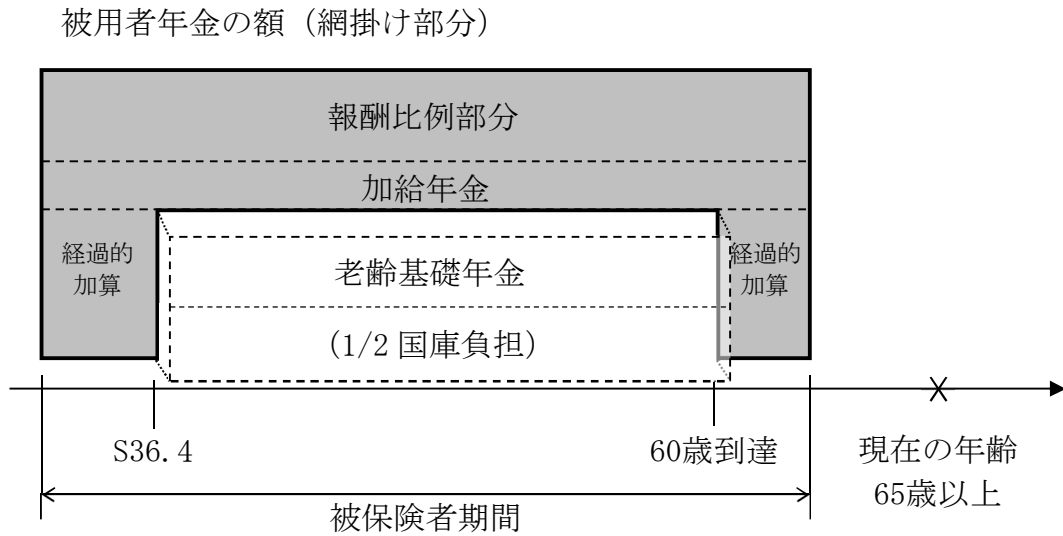 被用者年金の額（網掛け部分）
報酬比例部分
加給年金
経過的
加算
老齢基礎年金
(1/2 国庫負担)
経過的
加算
S36.4
60歳到達
現在の年齢
65歳以上
被保険者期間